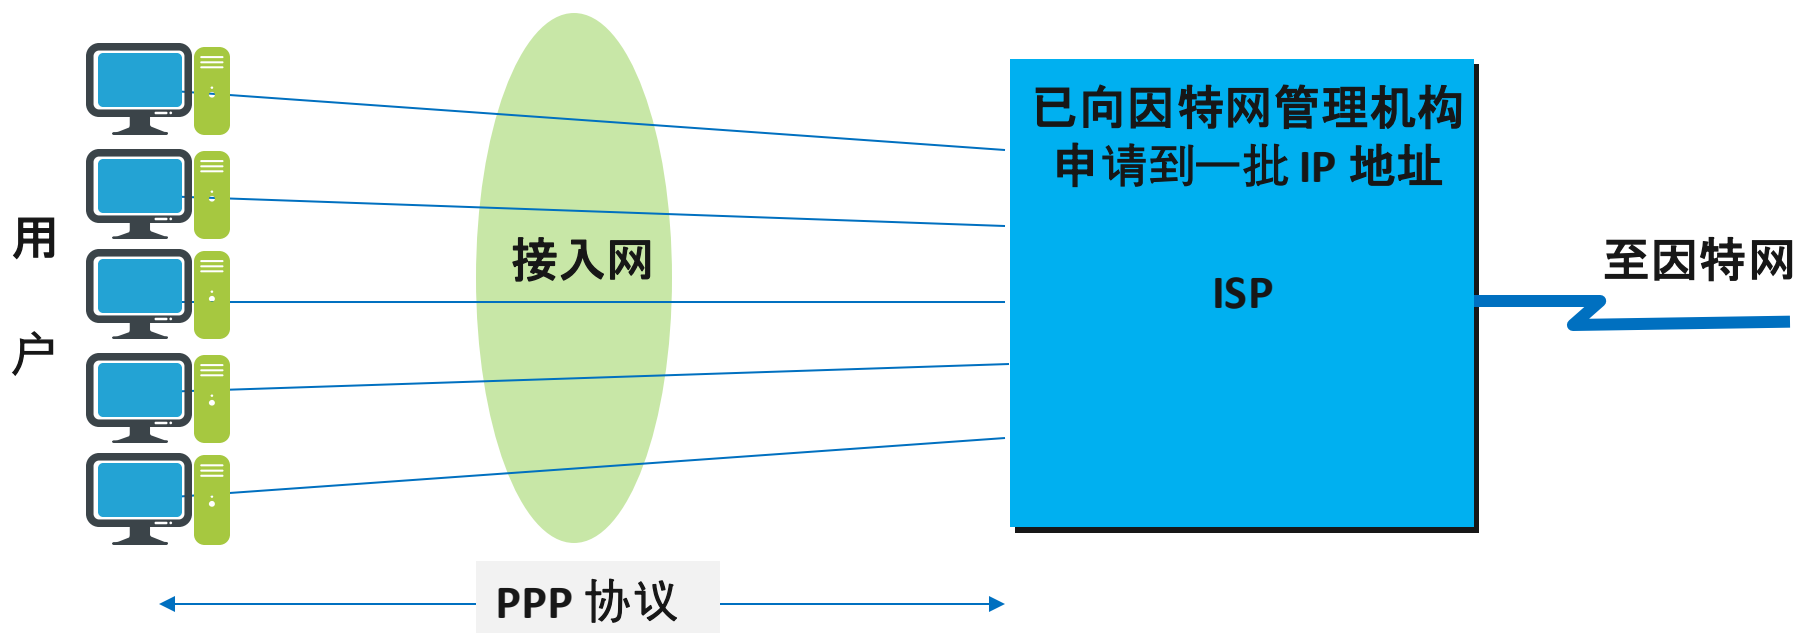 用
户
接入网
已向因特网管理机构
申请到一批 IP 地址
ISP
至因特网
PPP 协议